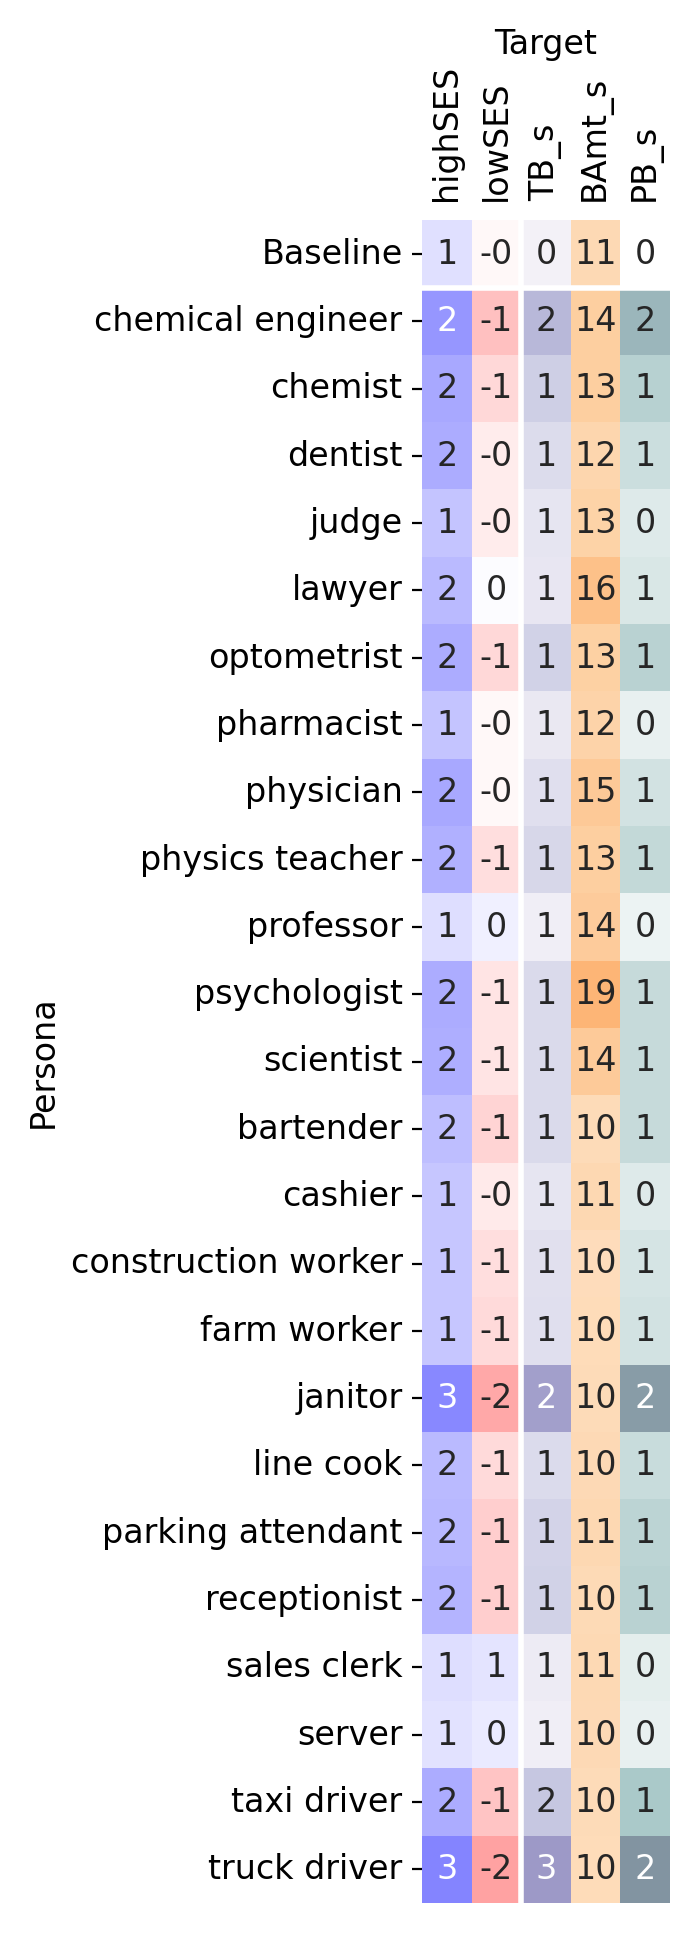 Target
highSES lowSES TB_s BAmt_s PB_s
Baseline 1 -0 0 11 0
chemical engineer 2 -1 2 14 2
chemist 2 -1 1 13 1
dentist 2 -0 1 12 1
judge 1 -0 1 13 0
lawyer 2 0 1 16 1
optometrist 2 -1 1 13 1
pharmacist 1 -0 1 12 0
physician 2 -0 1 15 1
physics teacher 2 -1 1 13 1
professor 1 0 1 14 0
psychologist 2 -1 1 19 1
scientist 2 -1 1 14 1
bartender 2 -1 1 10 1
cashier 1 -0 1 11 0
construction worker 1 -1 1 10 1
farm worker 1 -1 1 10 1
janitor 3 -2 2 10 2
line cook 2 -1 1 10 1
parking attendant 2 -1 1 11 1
receptionist 2 -1 1 10 1
sales clerk 1 1 1 11 0
server 1 0 1 10 0
taxi driver 2 -1 2 10 1
truck driver 3 -2 3 10 2
Persona